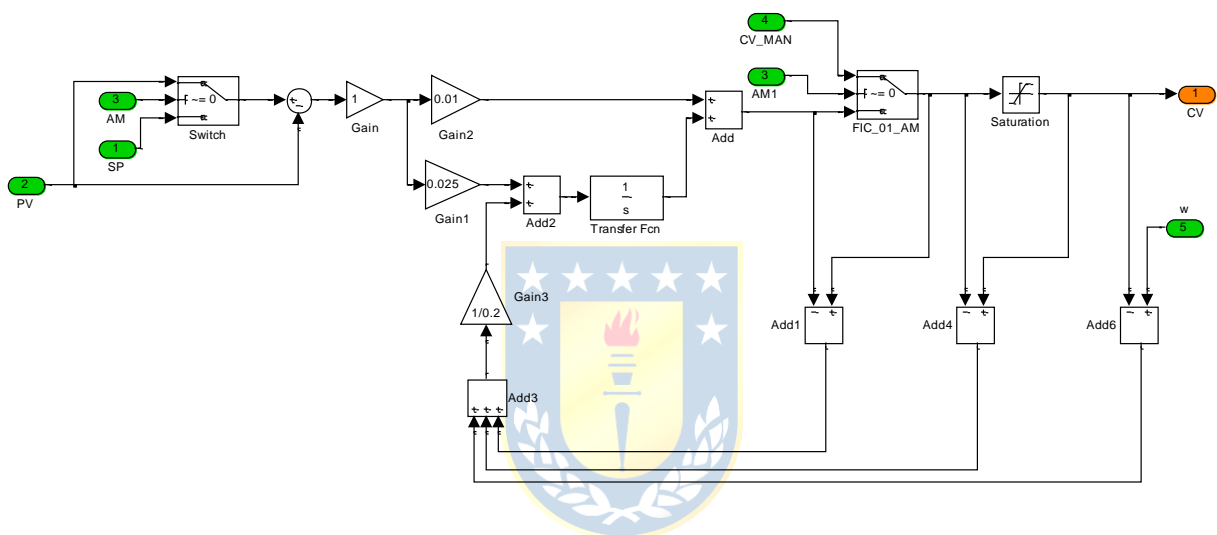 4
CV_MAN
3
AM1
~= 0
FIC_01_AM
Saturation
1
CV
3
AM
~= 0
Switch
1
SP
2
PV
1
Gain
0.01
Gain2
Add
0.025
Gain1
Add2
1
s
Transfer Fcn
w
5
Gain3
1/0.2
Add1
Add4
Add6
Add3